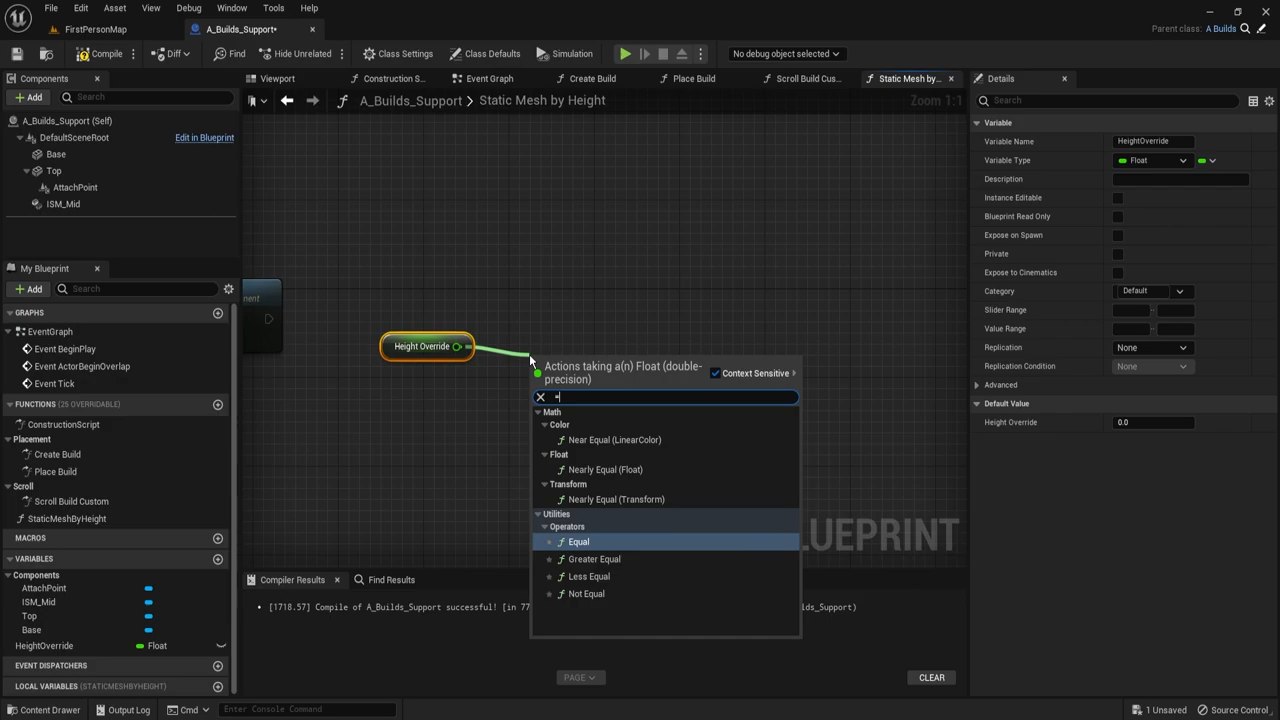 File Edit Asset View Debug Window Tools Help
FirstPersonMap
A_Builds_Support•
Parent class: A Builds
Compile
Diff
Find
Hide Unrelated
Class Settings
Class Defaults
Simulation
No debug object selected
Components
Viewport
Construction S...
Event Graph
Create Build
Place Build
Scroll Build Cus...
Static Mesh by...
Details
Add
Search
A_Builds_Support > Static Mesh by Height
Zoom 1:1
Search
A_Builds_Support (Self)
DefaultSceneRoot
Edit in Blueprint
Base
Top
AttachPoint
ISM_Mid
Variable
Variable Name
HeightOverride
Variable Type
Float
Description
Instance Editable
Blueprint Read Only
Expose on Spawn
Private
Expose to Cinematics
Category
Default
Slider Range
Value Range
Replication
None
Replication Condition
None
Advanced
Default Value
Height Override
0.0
My Blueprint
Add
Search
GRAPHS
EventGraph
Event BeginPlay
Event ActorBeginOverlap
Event Tick
FUNCTIONS (25 OVERRIDABLE)
ConstructionScript
Placement
Create Build
Place Build
Scroll
Scroll Build Custom
StaticMeshByHeight
MACROS
VARIABLES
Components
AttachPoint
ISM_Mid
Top
Base
HeightOverride
Float
EVENT DISPATCHERS
LOCAL VARIABLES (STATICMESHBYHEIGHT)
Height Override
Actions taking a(n) Float (double-
precision)
Context Sensitive
=
Math
Color
Near Equal (LinearColor)
Float
Nearly Equal (Float)
Transform
Nearly Equal (Transform)
Utilities
Operators
Equal
Greater Equal
Less Equal
Not Equal
Compiler Results
Find Results
[1718.57] Compile of A_Builds_Support successful! [in 77
PAGE
CLEAR
Content Drawer
Output Log
Cmd
Enter Console Command
1 Unsaved
Source Control